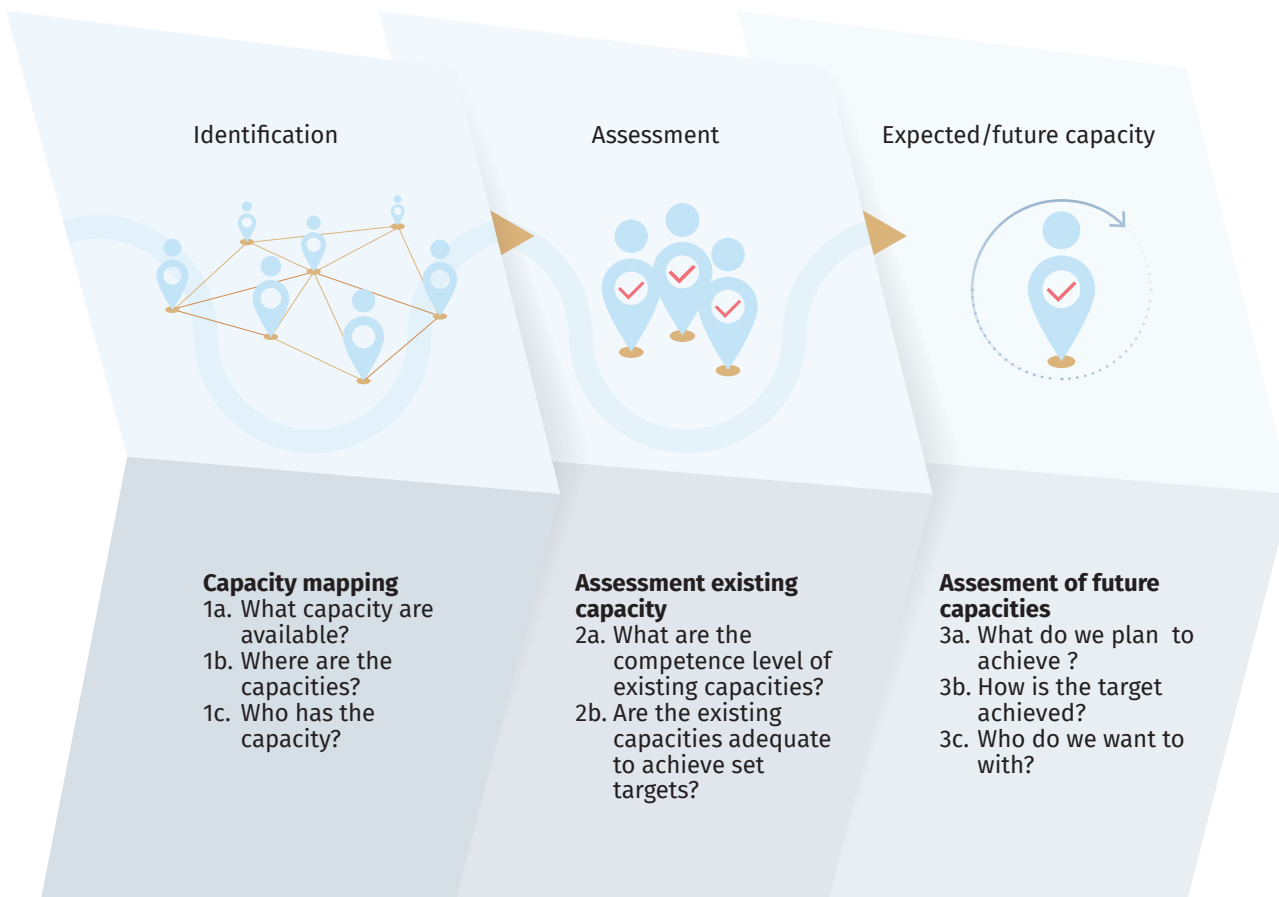 Identification
Assessment
Expected/future capacity
Capacity mapping
1a. What capacity are
available?
1b. Where are the
capacities?
1c. Who has the
capacity?
Assessment existing
capacity
2a. What are the
competence level of
existing capacities?
2b. Are the existing
capacities adequate
to achieve set
targets?
Assesment of future
capacities
3a. What do we plan to
achieve ?
3b. How is the target
achieved?
3c. Who do we want to
with?